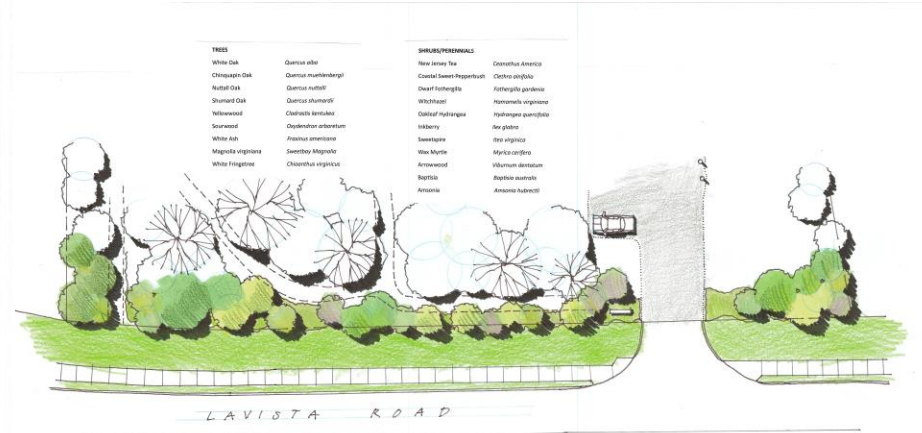 TREES
White Oak Quercus alba
Chinquapin Oak Quercus muehlenbergii
Nuttall Oak Quercus nuttalli
Shumard Oak Quercus shumardii
Yellowwood Cladrastis kentukea
Sourwood Oxydendron arboretum
White Ash Fraxinus americana
Magnolia virginiana Sweetbay Magnolia
White Fringetree Chioanthus virginicus
SHRUBS/PERENNIALS
New Jersey Tea Ceanothus America
Coastal Sweet-Pepperbush Clethra alnifolia
Dwarf Fothergilla Fothergilla gardenia
Witchhazel Hamamelis virginiana
Oakleaf Hydrangea Hydrangea quercifolia
Inkberry Ilex glabra
Sweetspire Itea virginica
Wax Myrtle Myrica cerifera
Arrowwood Viburnum dentatum
Baptisia Baptisia australis
Amsonia Amsonia hubrectii
LAVISTA ROAD